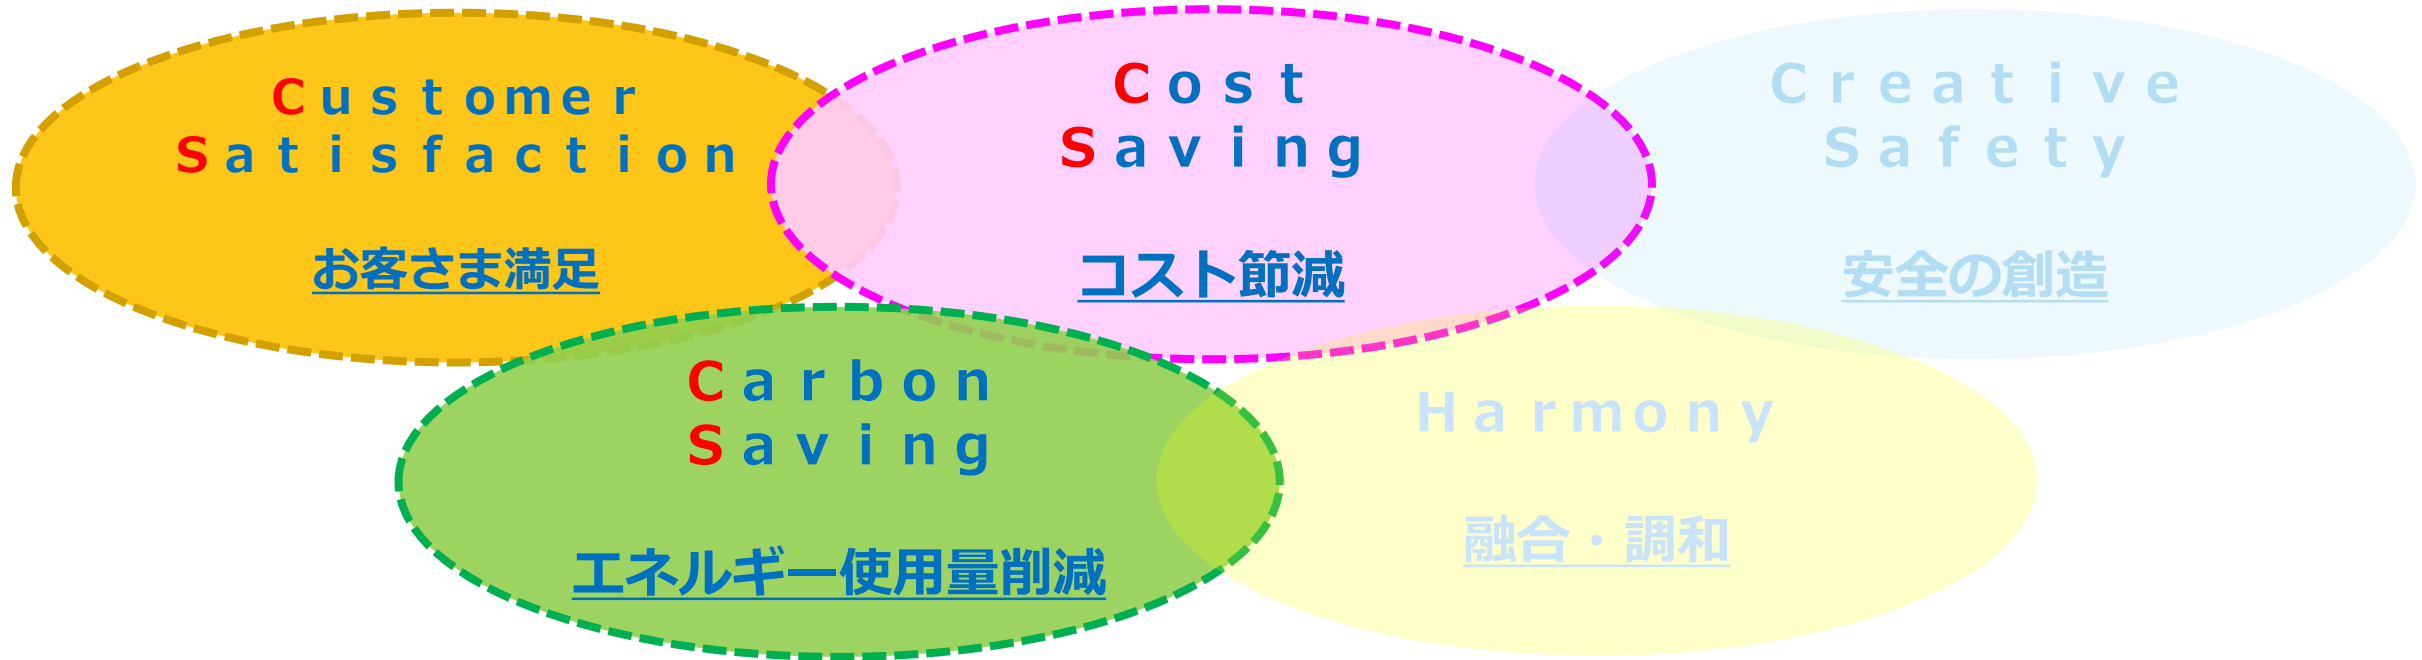 Customer
Satisfaction
お客さま満足
Cost
Saving
コスト節減
Creative
Safety
安全の創造
Carbon
Saving
エネルギー使用量削減
Harmony
融合・調和